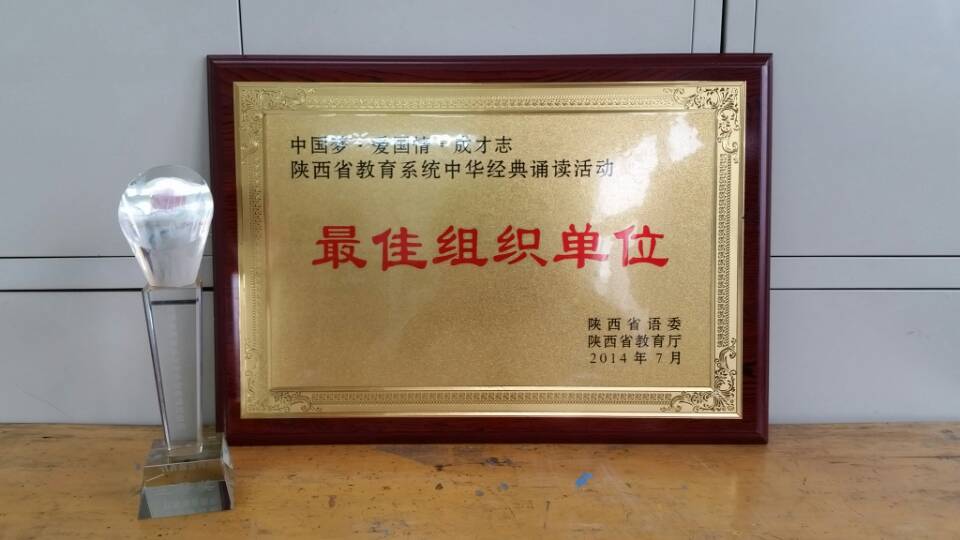 中国梦·爱国情·成才志
陕西省教育系统中华经典诵读活动
最佳组织单位
陕西省语委
陕西省教育厅
2014年7月